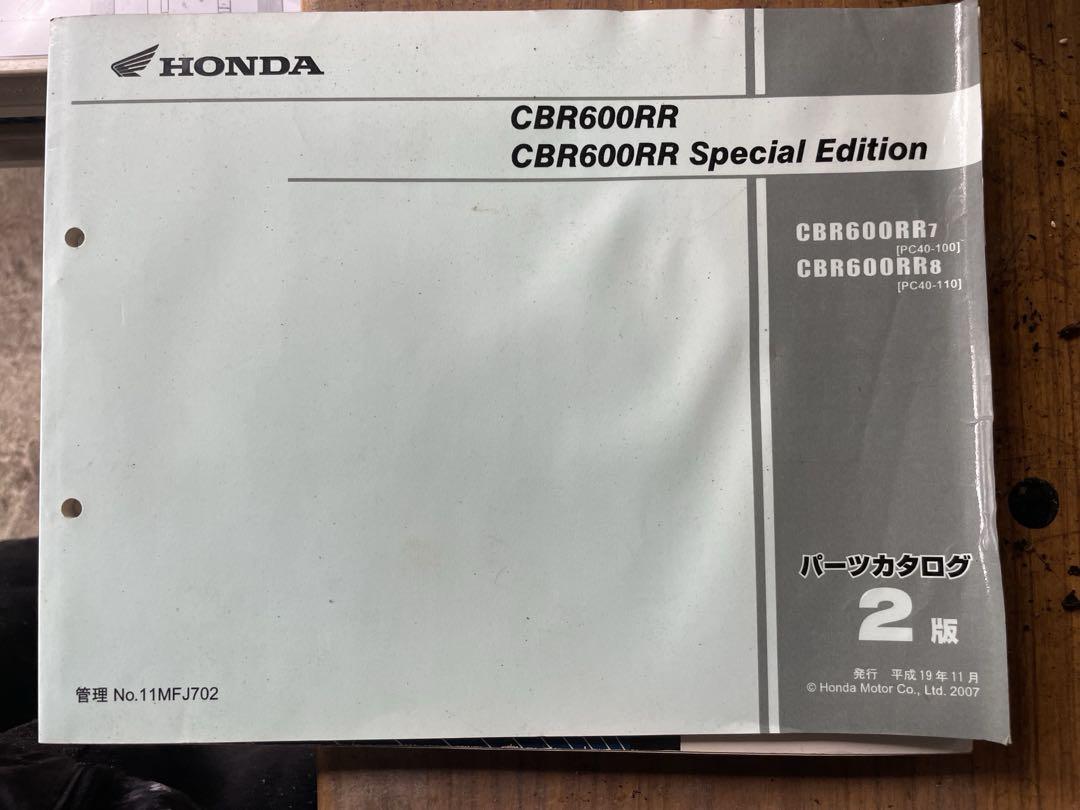 HONDA
CBR600RR
CBR600RR Special Edition
CBR600RR7
[PC40-100]
CBR600RR8
[PC40-110]
パーツカタログ
2版
発行 平成19年11月
© Honda Motor Co., Ltd. 2007
管理 No.11MFJ702